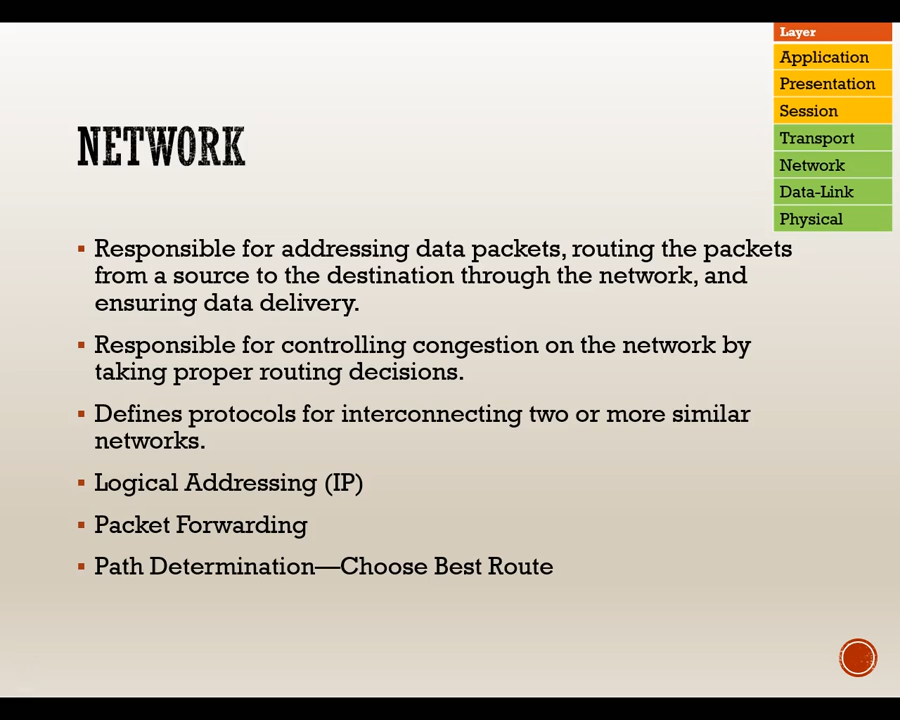 Layer
Application
Presentation
Session
Transport
Network
Data-Link
Physical
NETWORK
▪ Responsible for addressing data packets, routing the packets
from a source to the destination through the network, and
ensuring data delivery.
▪ Responsible for controlling congestion on the network by
taking proper routing decisions.
▪ Defines protocols for interconnecting two or more similar
networks.
▪ Logical Addressing (IP)
▪ Packet Forwarding
▪ Path Determination—Choose Best Route